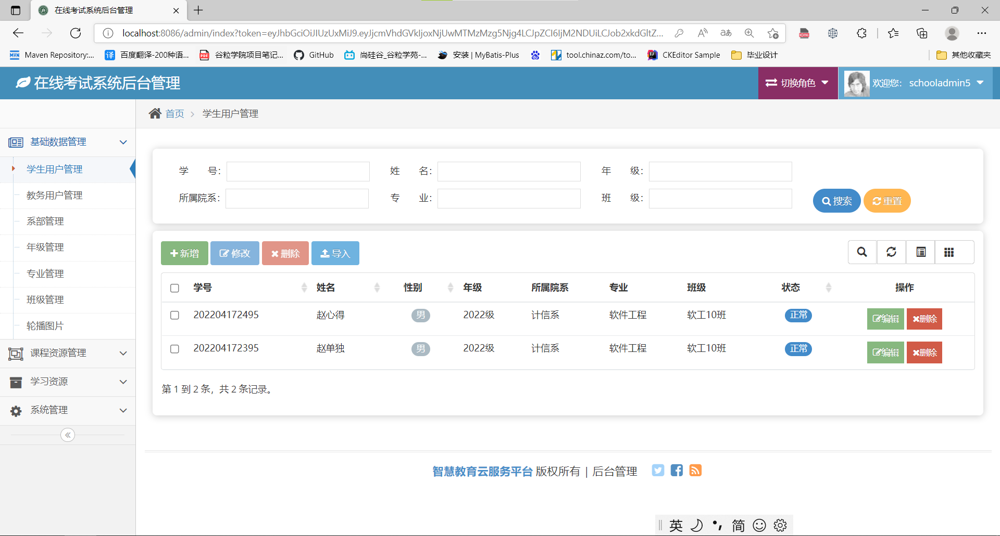 在线考试系统后台管理
localhost:8086/admin/index?token=eyJhbGciOiJIUzUxMiJ9.eyJjcmVhdGVkIjoxNjUwMTMzMzg5Njg4LCJpZCI6IjM2NDUiLCJob2xkdGltZ...
Maven Repository:... 百度翻译-200种语... 谷粒学院项目笔记... GitHub 尚硅谷_谷粒学苑-... 安装 | MyBatis-Plus tool.chinaz.com/to... CKEditor Sample 毕业设计 其他收藏夹
在线考试系统后台管理 切换角色 欢迎您: schooladmin5
首页 > 学生用户管理
基础数据管理
学生用户管理
教务用户管理
系部管理
年级管理
专业管理
班级管理
轮播图片
课程资源管理
学习资源
系统管理
学 号: 姓 名: 年 级:
所属院系: 专 业: 班 级: 搜索 重置
新增 修改 删除 导入
学号 姓名 性别 年级 所属院系 专业 班级 状态 操作
202204172495 赵心得 男 2022级 计信系 软件工程 软工10班 正常 编辑 删除
202204172395 赵单独 男 2022级 计信系 软件工程 软工10班 正常 编辑 删除
第 1 到 2 条，共 2 条记录。
智慧教育云服务平台 版权所有 | 后台管理
英 简